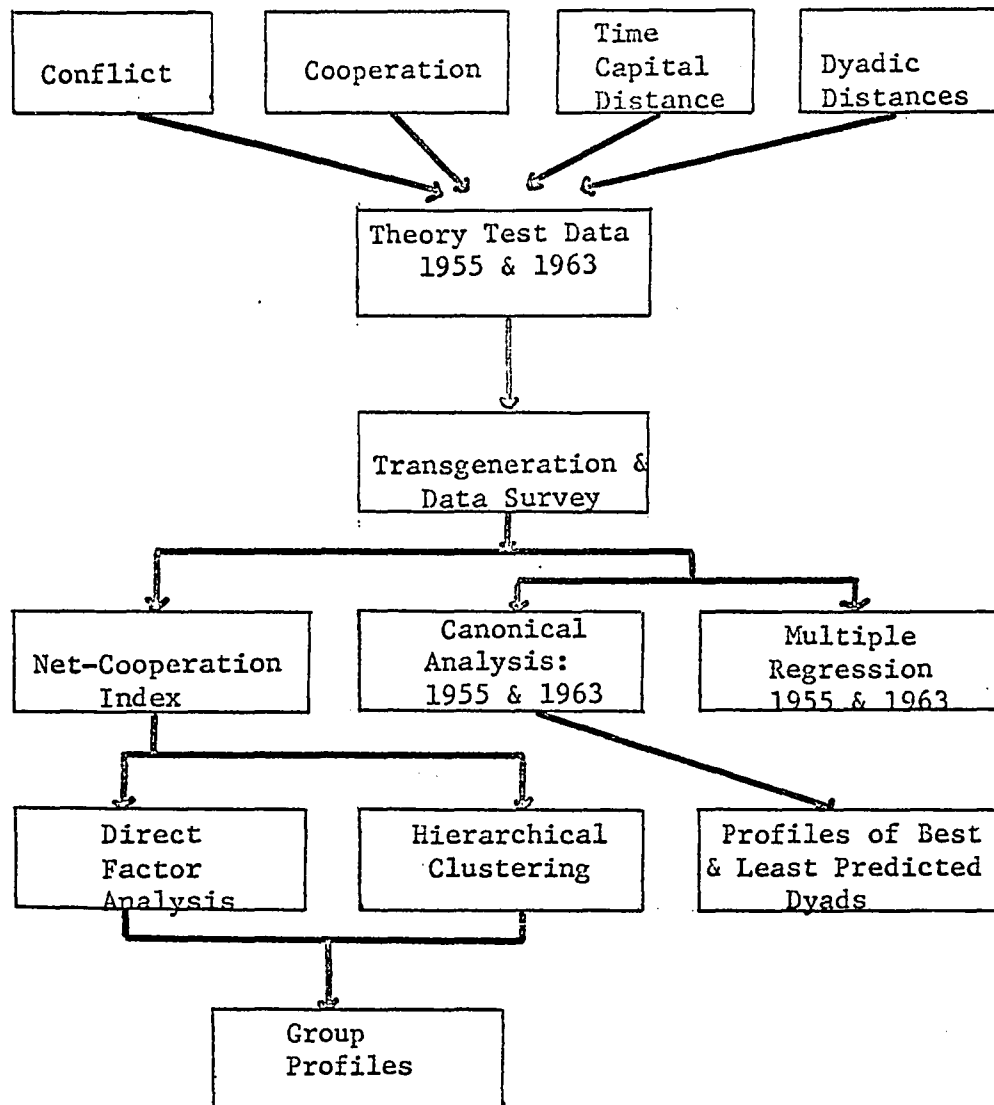 Conflict
Cooperation
Time
Capital
Distance
Dyadic
Distances
Theory Test Data
1955 & 1963
Transgeneration &
Data Survey
Net-Cooperation
Index
Canonical
Analysis:
1955 & 1963
Multiple
Regression
1955 & 1963
Direct
Factor
Analysis
Hierarchical
Clustering
Profiles of Best
& Least Predicted
Dyads
Group
Profiles